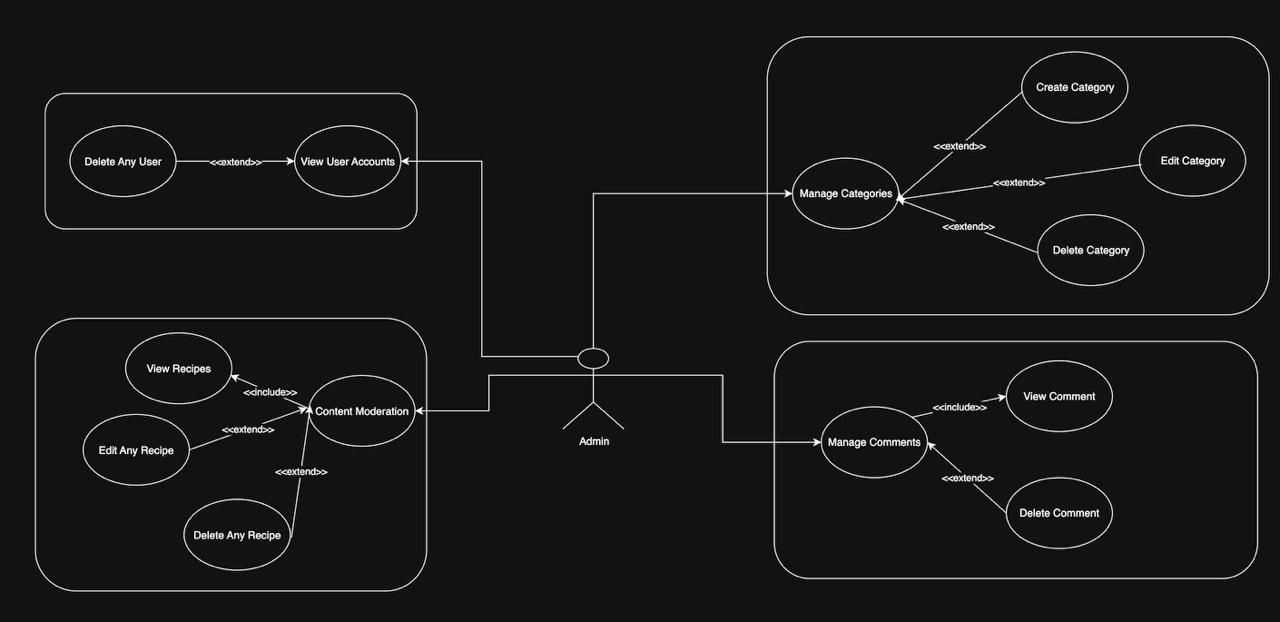 Delete Any User
<<extend>>
View User Accounts
Create Category
<<extend>>
Edit Category
<<extend>>
Manage Categories
<<extend>>
Delete Category
View Recipes
<<include>>
Content Moderation
<<extend>>
Edit Any Recipe
<<extend>>
Delete Any Recipe
Admin
View Comment
<<include>>
Manage Comments
<<extend>>
Delete Comment